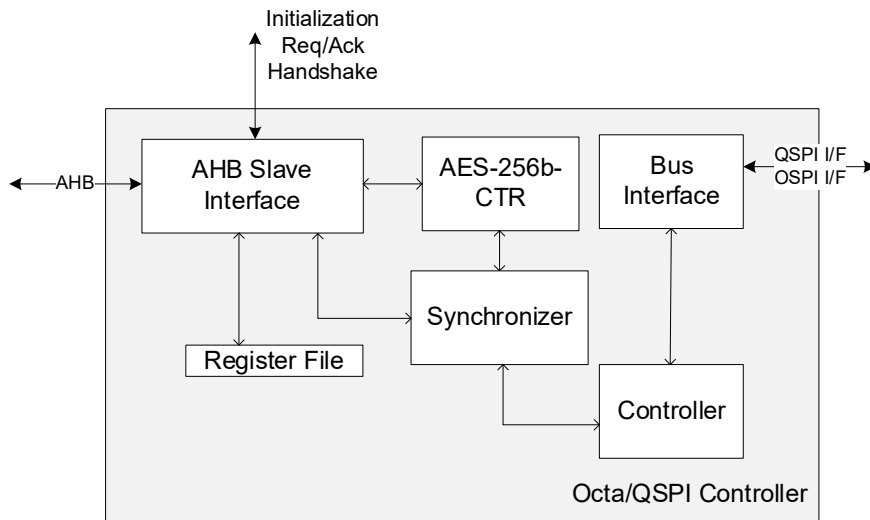 Initialization
Req/Ack
Handshake
AHB
AHB Slave
Interface
AES-256b-
CTR
Bus
Interface
QSPI I/F
OSPI I/F
Synchronizer
Register File
Controller
Octa/QSPI Controller